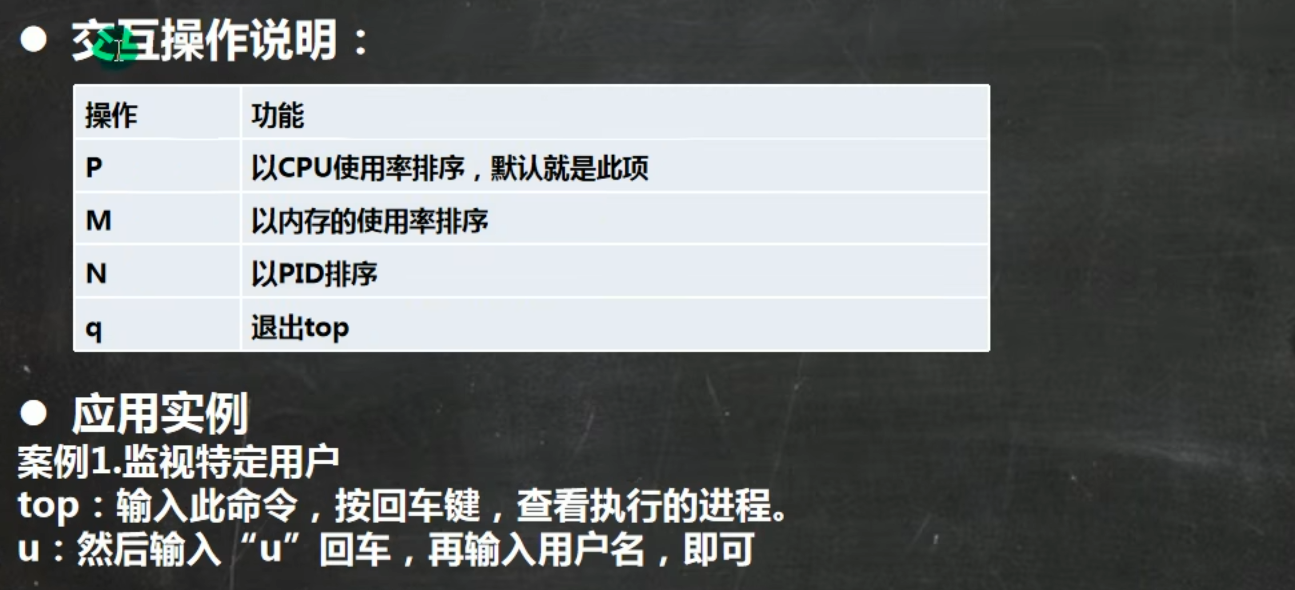 ● 交互操作说明：
操作 功能
P 以CPU使用率排序，默认就是此项
M 以内存的使用率排序
N 以PID排序
q 退出top
● 应用实例
案例1.监视特定用户
top：输入此命令，按回车键，查看执行的进程。
u：然后输入“u”回车，再输入用户名，即可